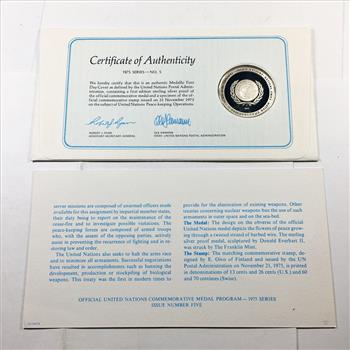 Certificate of Authenticity
1975 SERIES—NO. 5
We hereby certify that this is an authentic Medallic First
Day Cover as defined by the United Nations Postal Admin-
istration, containing a first edition sterling silver proof of
the official commemorative medal and a specimen of the of-
ficial commemorative stamp issued on 21 November 1975
on the subject of United Nations Peace-keeping Operations.
ASSISTANT SECRETARY-GENERAL
CHIEF, UNITED NATIONS POSTAL ADMINISTRATION
server missions are composed of unarmed officers made
available for this assignment by impartial member states,
their duty being to report on the maintenance of the
cease-fire and to investigate possible violations. The
peace-keeping forces are composed of armed troops
who, with the assent of the opposing parties, actively
assist in preventing the recurrence of fighting and in re-
storing law and order.
The United Nations also seeks to halt the arms race
and to minimize all armaments. Successful negotiations
have resulted in accomplishments such as banning the
development, production or stockpiling of biological
weapons. This treaty was the first in modern times to
provide for the elimination of existing weapons. Other
treaties concerning nuclear weapons ban the use of such
armaments in outer space and on the sea-bed.
The Medal: The design on the obverse of the official
United Nations medal depicts the flowers of peace growing
through a twisted strand of barbed wire. The sterling
silver proof medal, sculptured by Donald Everhart II,
was struck by The Franklin Mint.
The Stamp: The matching commemorative stamp, de-
signed by E. Oivo of Finland and issued by the UN
Postal Administration on November 21, 1975, is printed
in denominations of 13 cents and 26 cents (U.S.) and 60
and 70 centimes (Swiss).
OFFICIAL UNITED NATIONS COMMEMORATIVE MEDAL PROGRAM—1975 SERIES
ISSUE NUMBER FIVE